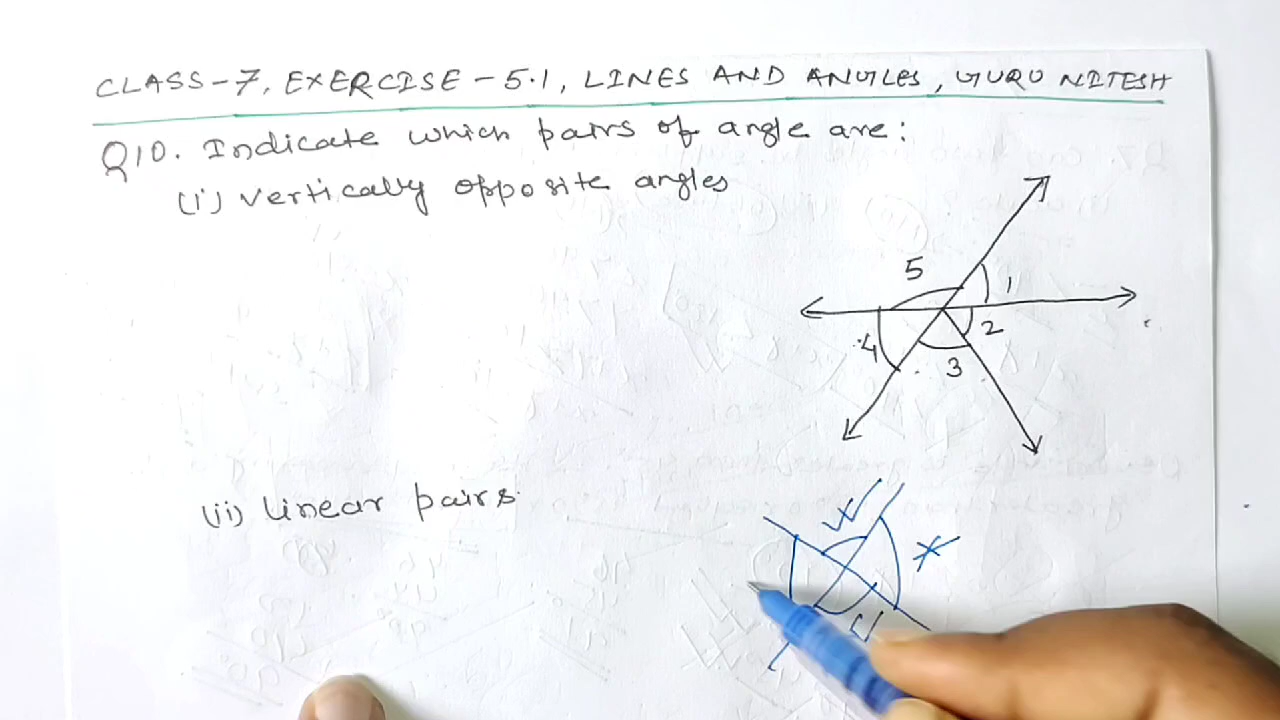 CLASS-7, EXERCISE-5.1, LINES AND ANGLES, GURU NITESH
Q10. Indicate which pairs of angle are:
(i) vertically opposite angles
5
1
2
4
3
(ii) linear pairs.